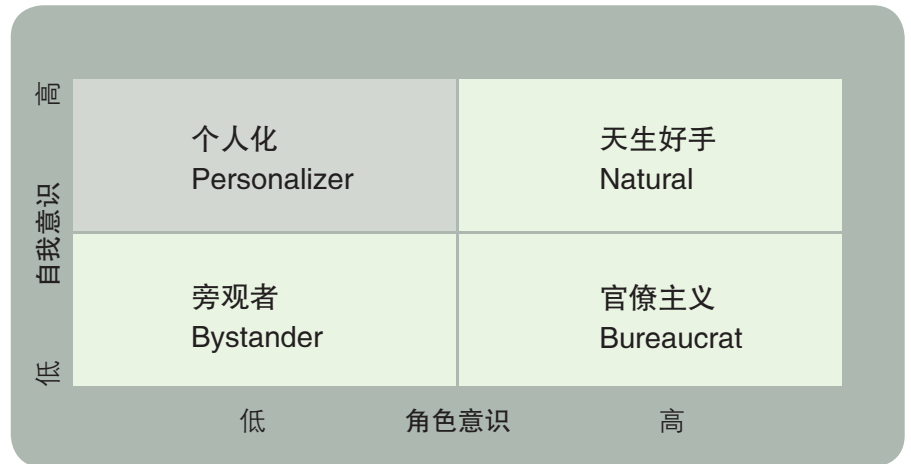 高
个人化
Personalizer
天生好手
Natural
自我意识
旁观者
Bystander
官僚主义
Bureaucrat
低
低
角色意识
高